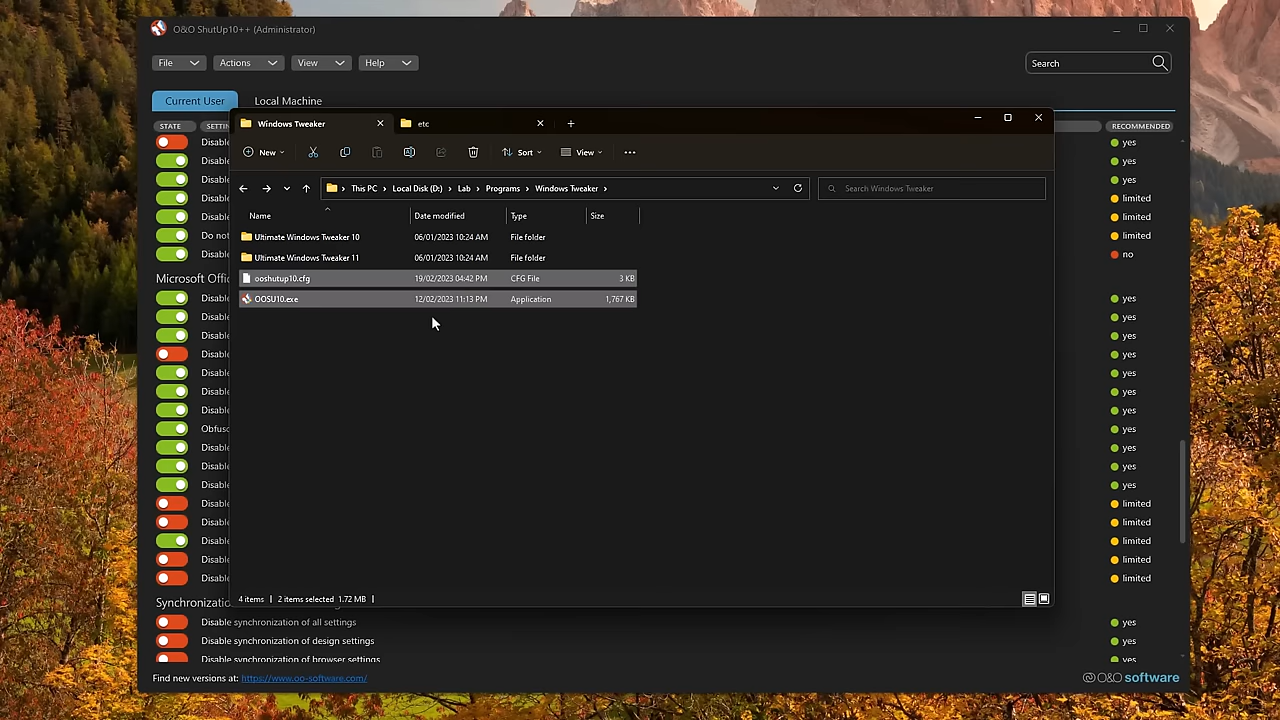 O&O ShutUp10++ (Administrator)
File
Actions
View
Help
Search
Current User
Local Machine
STATE
RECOMMENDED
Windows Tweaker
etc
New
Sort
View
This PC
Local Disk (D:)
Lab
Programs
Windows Tweaker
Search Windows Tweaker
Name
Date modified
Type
Size
Ultimate Windows Tweaker 10 06/01/2023 10:24 AM File folder
Ultimate Windows Tweaker 11 06/01/2023 10:24 AM File folder
ooshutup10.cfg 19/02/2023 04:42 PM CFG File 3 KB
OOSU10.exe 12/02/2023 11:13 PM Application 1,767 KB
4 items | 2 items selected 1.72 MB |
Disable yes
yes
yes
limited
limited
Do not limited
no
Microsoft
yes
yes
yes
yes
yes
yes
yes
yes
yes
yes
yes
limited
limited
limited
limited
limited
Disable synchronization of all settings yes
Disable synchronization of design settings yes
Disable synchronization of browser settings yes
Find new versions at: https://www.oo-software.com/
O&O software